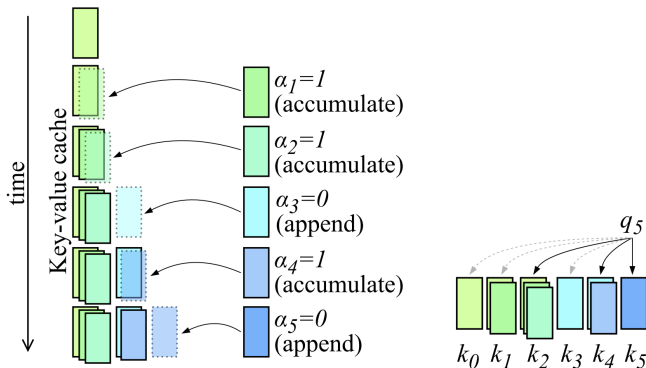 time
Key-value cache
α₁=1
(accumulate)
α₂=1
(accumulate)
α₃=0
(append)
α₄=1
(accumulate)
α₅=0
(append)
q₅
k₀ k₁ k₂ k₃ k₄ k₅